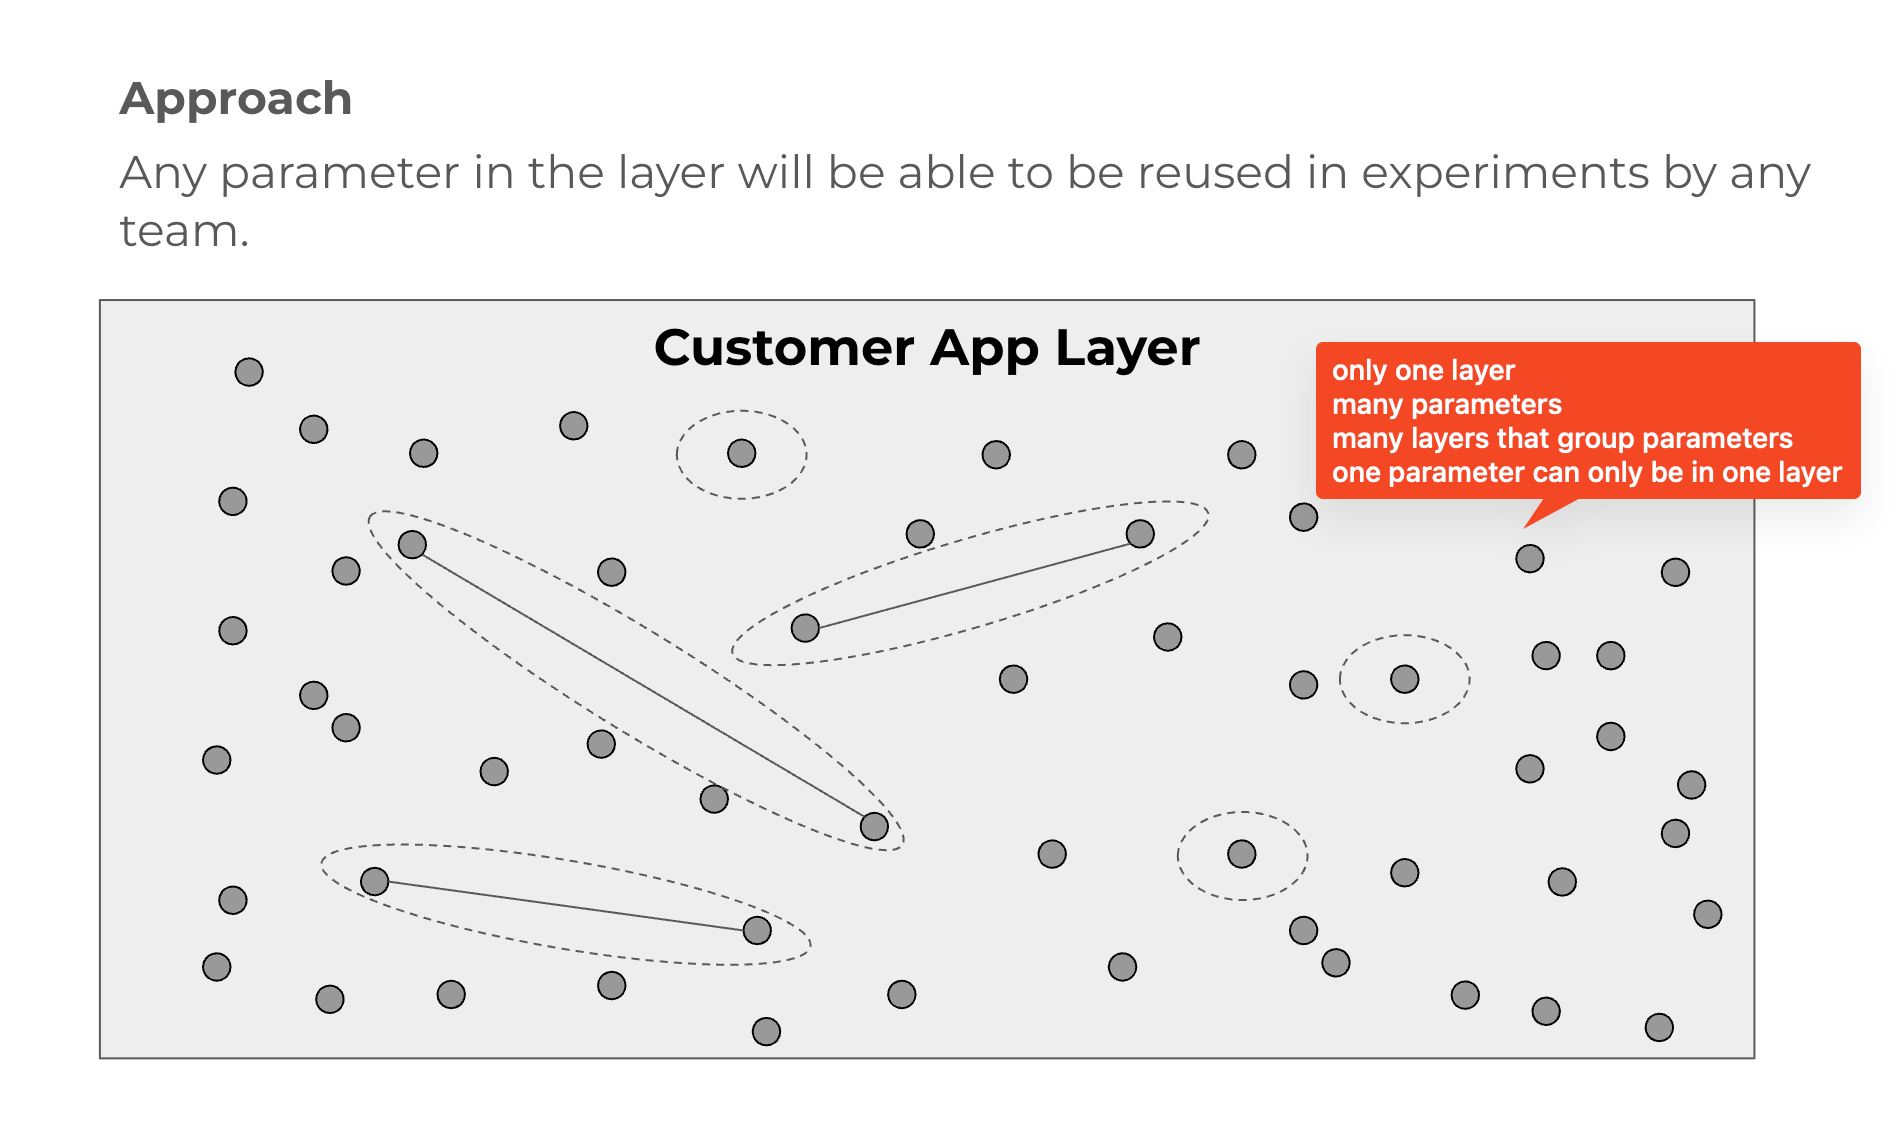 Approach
Any parameter in the layer will be able to be reused in experiments by any
team.
Customer App Layer
only one layer
many parameters
many layers that group parameters
one parameter can only be in one layer